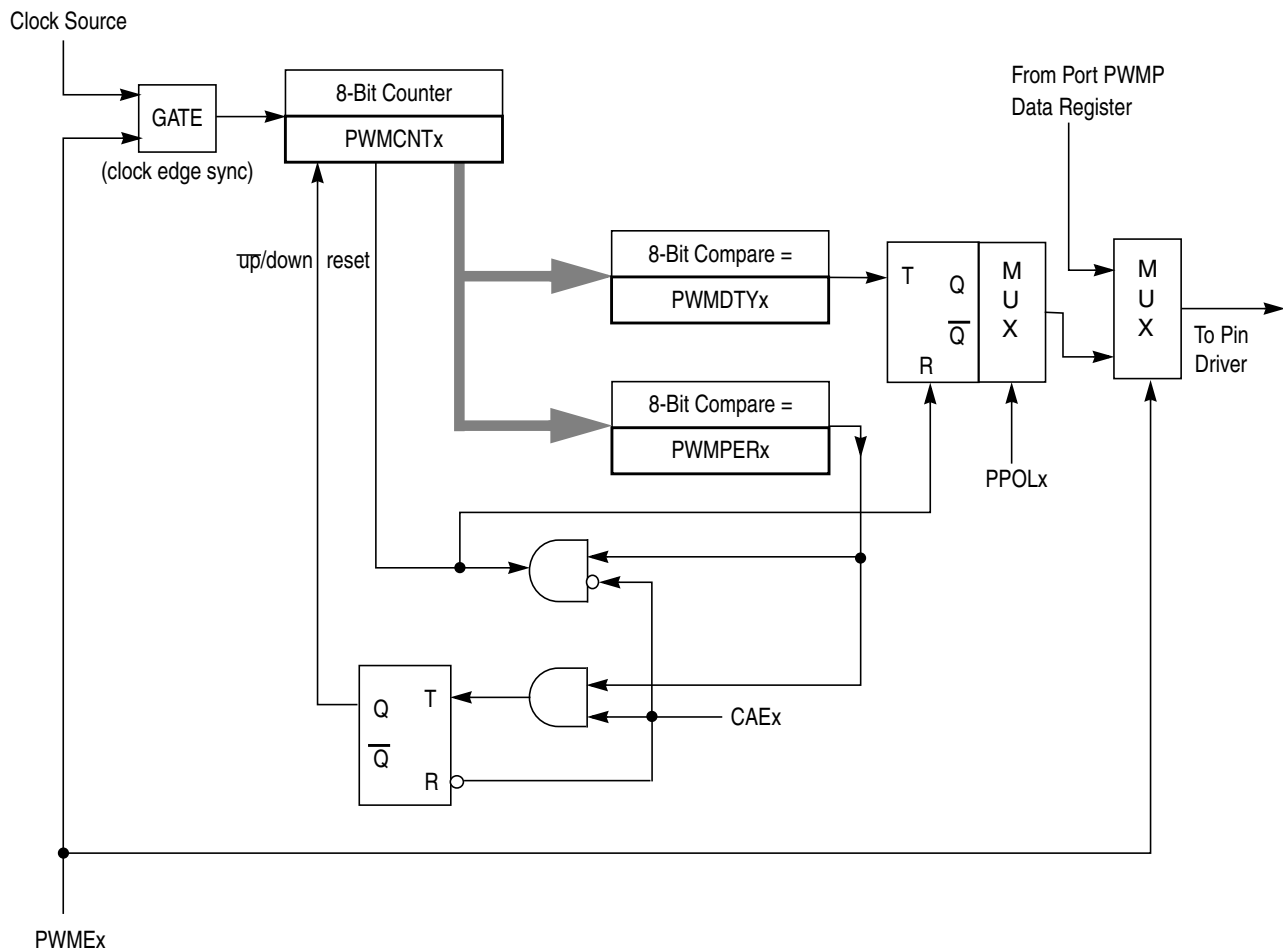 Clock Source
GATE
(clock edge sync)
8-Bit Counter
PWMCNTx
From Port PWMP
Data Register
u̅p̅/down
reset
8-Bit Compare =
PWMDTYx
T
Q
Q̅
R
M
U
X
M
U
X
To Pin
Driver
8-Bit Compare =
PWMPERx
PPOLx
Q
T
Q̅
R
CAEx
PWMEx